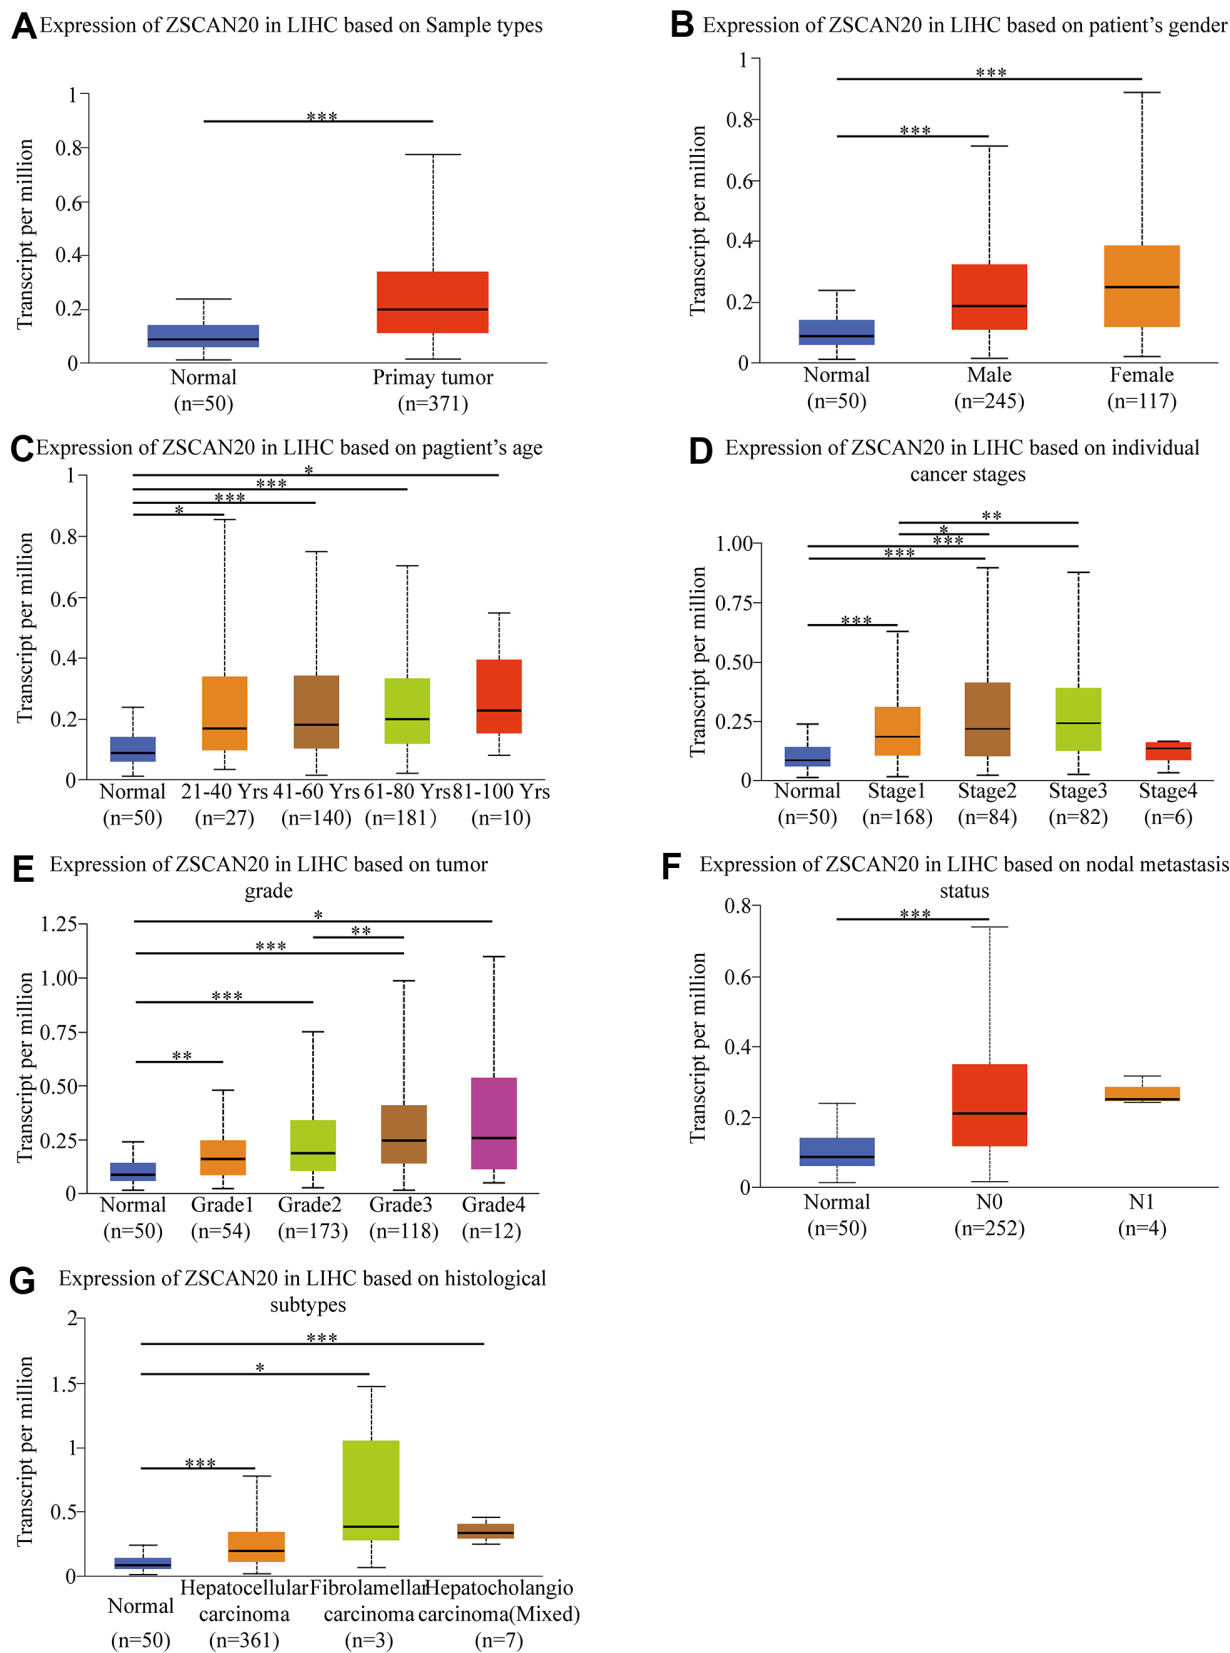 A Expression of ZSCAN20 in LIHC based on Sample types
***
Transcript per million
1
0.8
0.6
0.4
0.2
0
Normal Primay tumor
(n=50) (n=371)
B Expression of ZSCAN20 in LIHC based on patient's gender
***
***
Transcript per million
1
0.8
0.6
0.4
0.2
0
Normal Male Female
(n=50) (n=245) (n=117)
C Expression of ZSCAN20 in LIHC based on pagtient's age
*
***
***
*
Transcript per million
1
0.8
0.6
0.4
0.2
0
Normal 21-40 Yrs 41-60 Yrs 61-80 Yrs 81-100 Yrs
(n=50) (n=27) (n=140) (n=181) (n=10)
D Expression of ZSCAN20 in LIHC based on individual
cancer stages
**
*
***
***
***
Transcript per million
1.00
0.75
0.50
0.25
0
Normal Stage1 Stage2 Stage3 Stage4
(n=50) (n=168) (n=84) (n=82) (n=6)
E Expression of ZSCAN20 in LIHC based on tumor
grade
*
**
***
***
**
Transcript per million
1.25
1.00
0.75
0.50
0.25
0
Normal Grade1 Grade2 Grade3 Grade4
(n=50) (n=54) (n=173) (n=118) (n=12)
F Expression of ZSCAN20 in LIHC based on nodal metastasis
status
***
Transcript per million
0.8
0.6
0.4
0.2
0
Normal N0 N1
(n=50) (n=252) (n=4)
G Expression of ZSCAN20 in LIHC based on histological
subtypes
***
*
***
Transcript per million
2
1.5
1
0.5
0
Hepatocellular Fibrolamellar Hepatocholangio
Normal carcinoma carcinoma carcinoma(Mixed)
(n=50) (n=361) (n=3) (n=7)